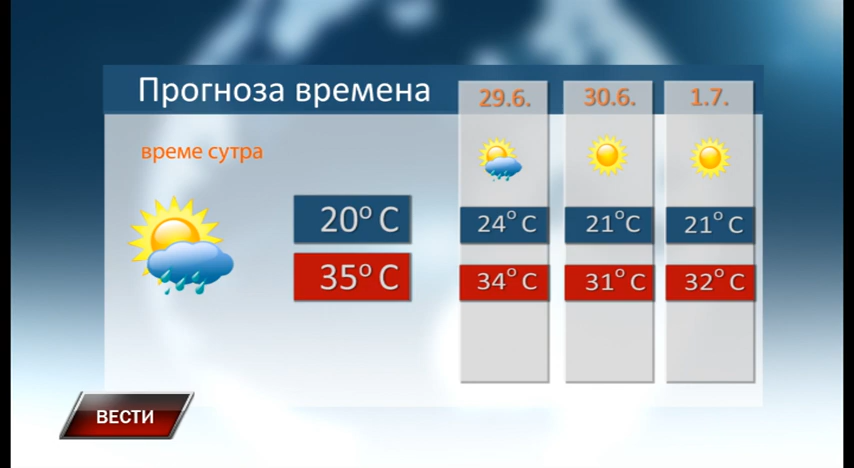 Прогноза времена
време сутра
20° C
35° C
29.6.
24° C
34° C
30.6.
21°C
31° C
1.7.
21° C
32° C
ВЕСТИ